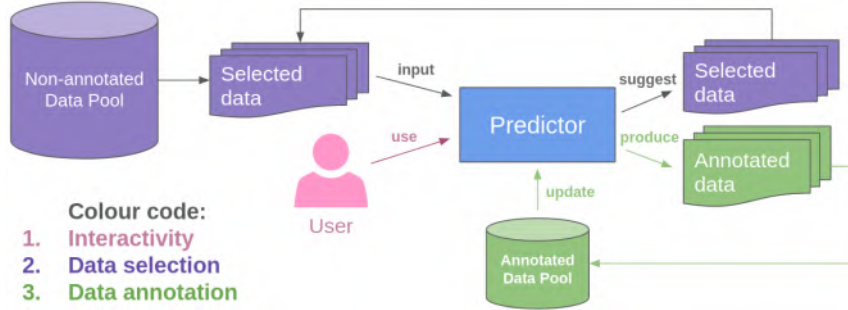 Non-annotated
Data Pool
Selected
data
input
suggest
Selected
data
use
Predictor
produce
Annotated
data
User
update
Colour code:
1. Interactivity
2. Data selection
3. Data annotation
Annotated
Data Pool